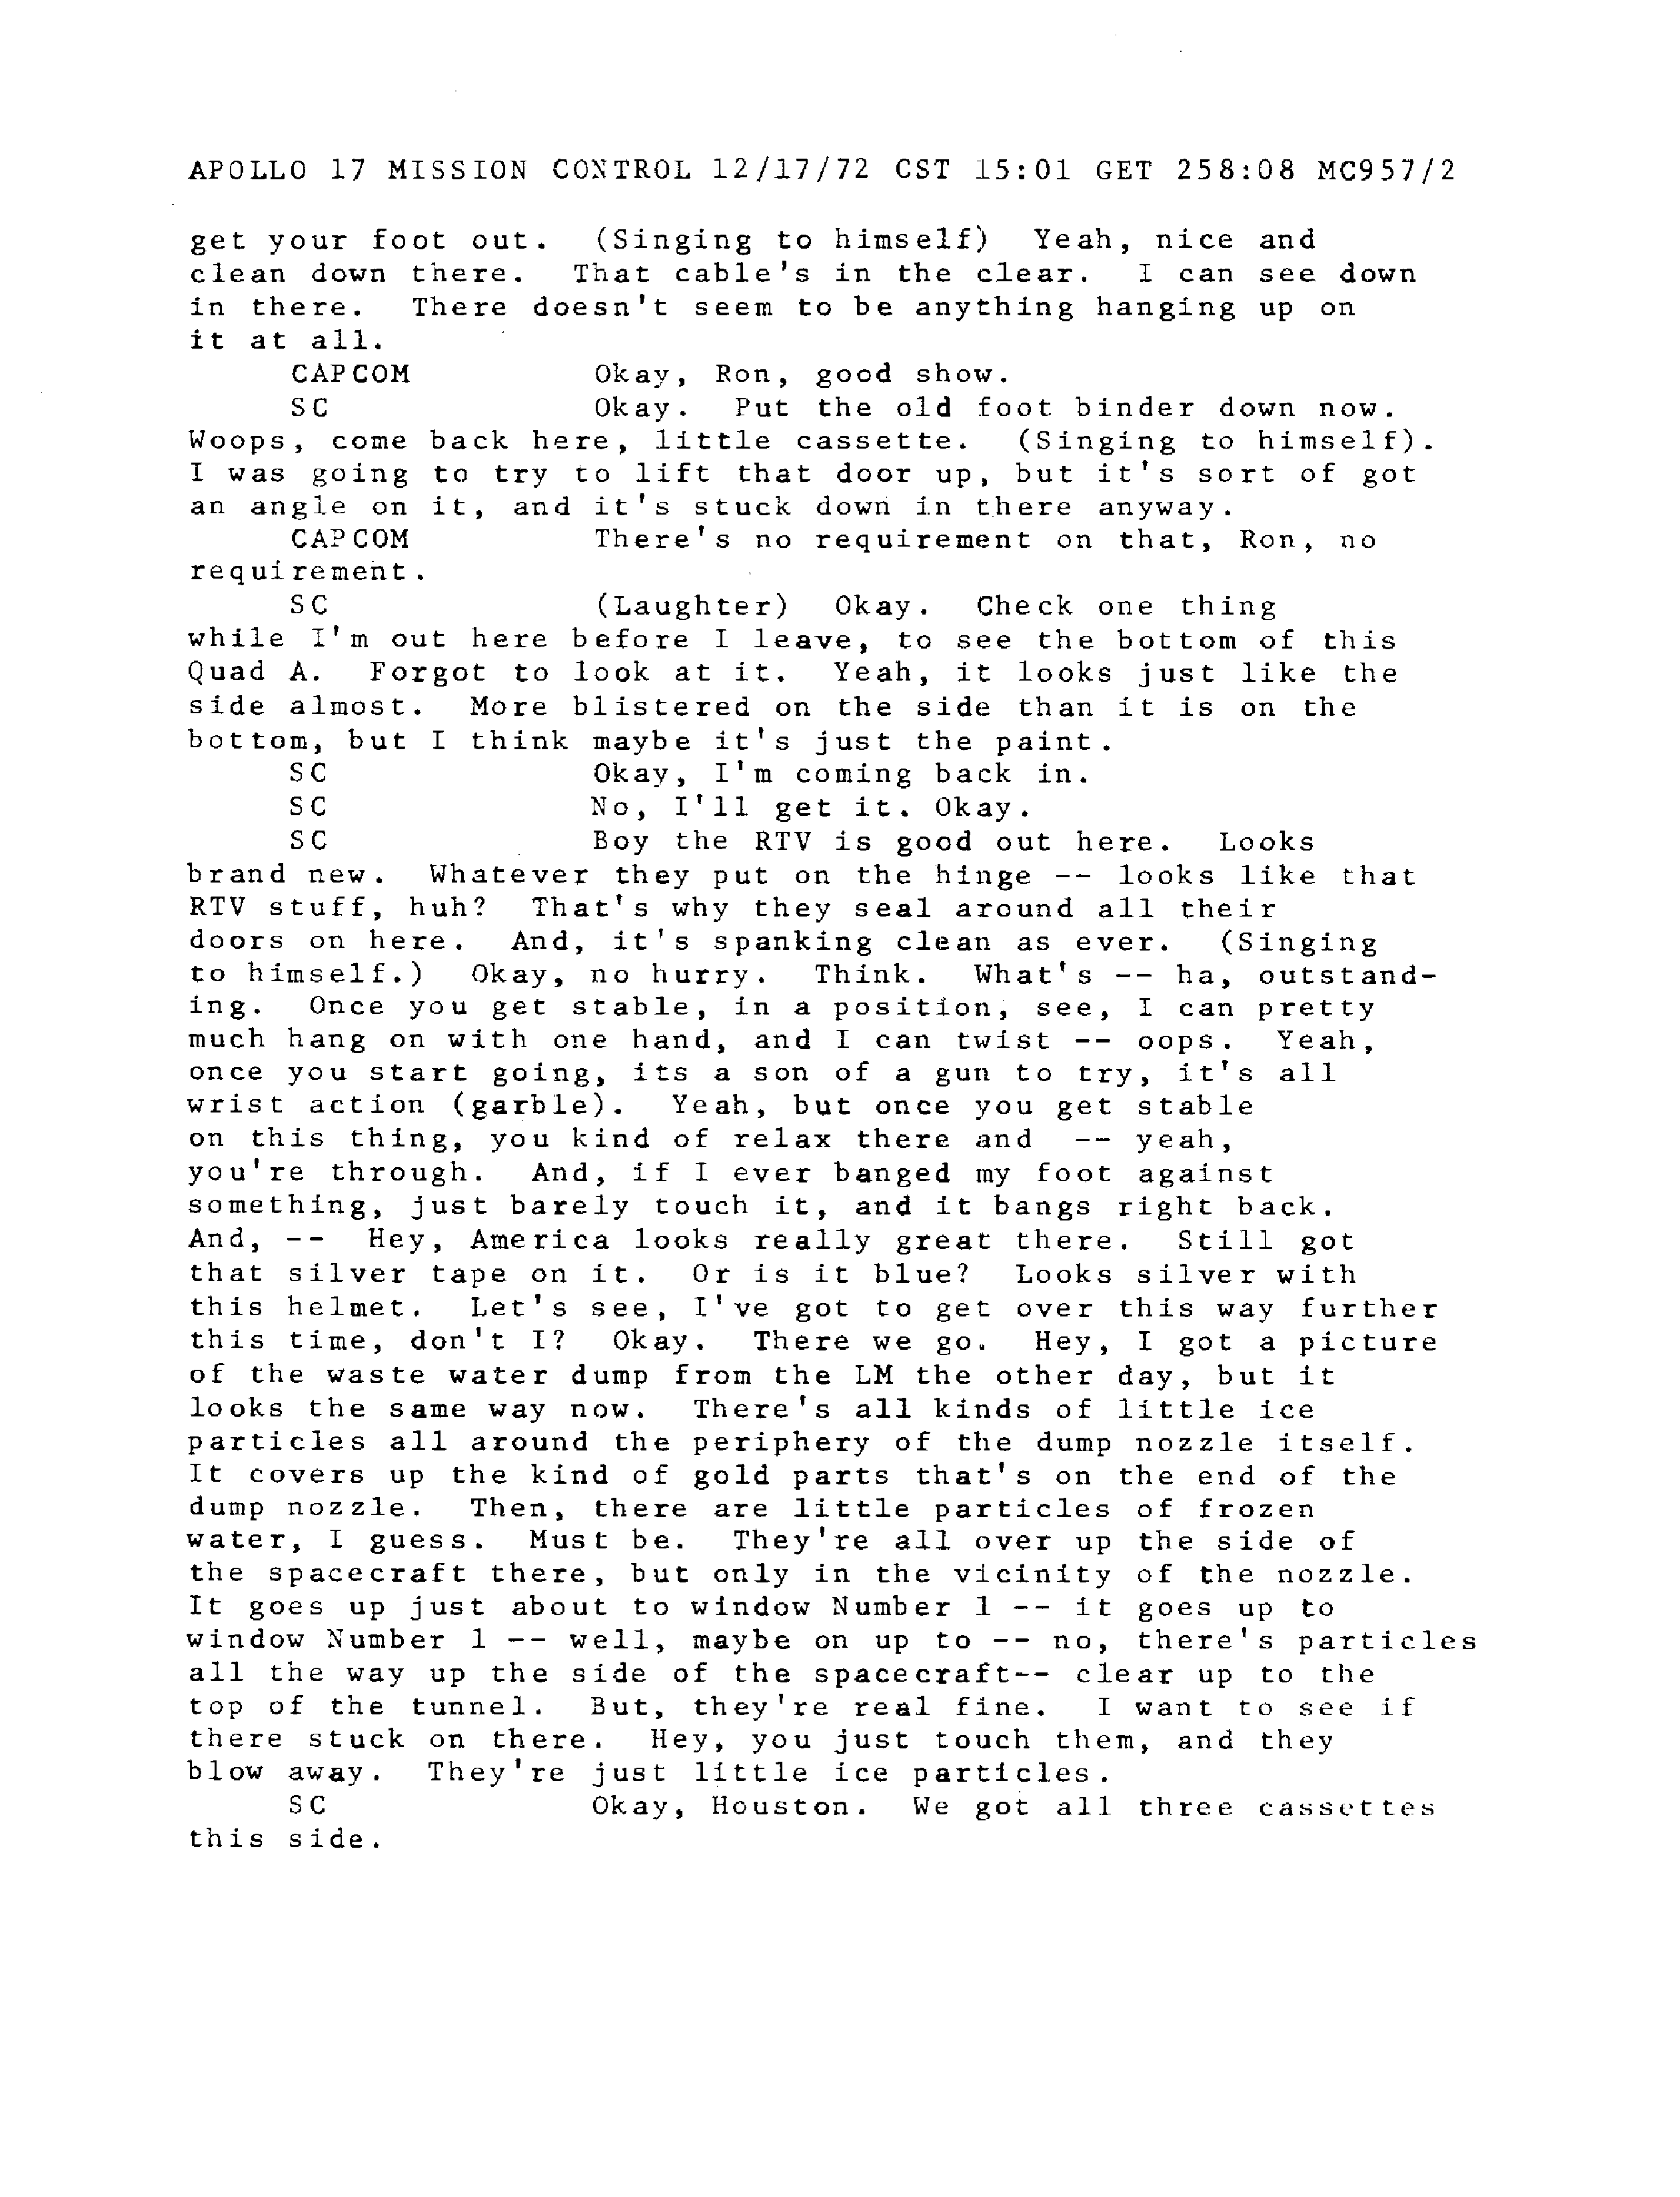 APOLLO 17 MISSION CONTROL 12/17/72 CST 15:01 GET 258:08 MC957/2
get your foot out. (Singing to himself) Yeah, nice and
clean down there. That cable's in the clear. I can see down
in there. There doesn't seem to be anything hanging up on
it at all.
CAPCOM Okay, Ron, good show.
SC Okay. Put the old foot binder down now.
Woops, come back here, little cassette. (Singing to himself).
I was going to try to lift that door up, but it's sort of got
an angle on it, and it's stuck down in there anyway.
CAPCOM There's no requirement on that, Ron, no
requirement.
SC (Laughter) Okay. Check one thing
while I'm out here before I leave, to see the bottom of this
Quad A. Forgot to look at it. Yeah, it looks just like the
side almost. More blistered on the side than it is on the
bottom, but I think maybe it's just the paint.
SC Okay, I'm coming back in.
SC No, I'll get it. Okay.
SC Boy the RTV is good out here. Looks
brand new. Whatever they put on the hinge -- looks like that
RTV stuff, huh? That's why they seal around all their
doors on here. And, it's spanking clean as ever. (Singing
to himself.) Okay, no hurry. Think. What's -- ha, outstand-
ing. Once you get stable, in a position, see, I can pretty
much hang on with one hand, and I can twist -- oops. Yeah,
once you start going, its a son of a gun to try, it's all
wrist action (garble). Yeah, but once you get stable
on this thing, you kind of relax there and -- yeah,
you're through. And, if I ever banged my foot against
something, just barely touch it, and it bangs right back.
And, -- Hey, America looks really great there. Still got
that silver tape on it. Or is it blue? Looks silver with
this helmet. Let's see, I've got to get over this way further
this time, don't I? Okay. There we go. Hey, I got a picture
of the waste water dump from the LM the other day, but it
looks the same way now. There's all kinds of little ice
particles all around the periphery of the dump nozzle itself.
It covers up the kind of gold parts that's on the end of the
dump nozzle. Then, there are little particles of frozen
water, I guess. Must be. They're all over up the side of
the spacecraft there, but only in the vicinity of the nozzle.
It goes up just about to window Number 1 -- it goes up to
window Number 1 -- well, maybe on up to -- no, there's particles
all the way up the side of the spacecraft-- clear up to the
top of the tunnel. But, they're real fine. I want to see if
there stuck on there. Hey, you just touch them, and they
blow away. They're just little ice particles.
SC Okay, Houston. We got all three cassettes
this side.